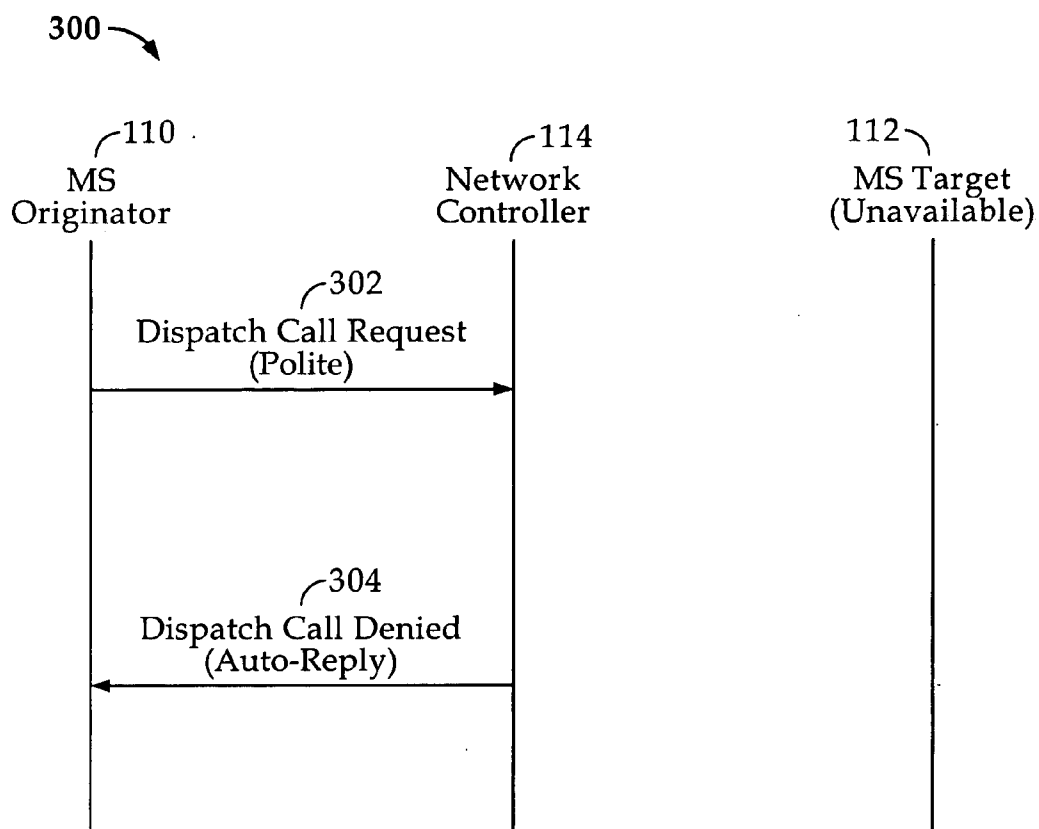 300
110
MS
Originator
114
Network
Controller
112
MS Target
(Unavailable)
302
Dispatch Call Request
(Polite)
304
Dispatch Call Denied
(Auto-Reply)